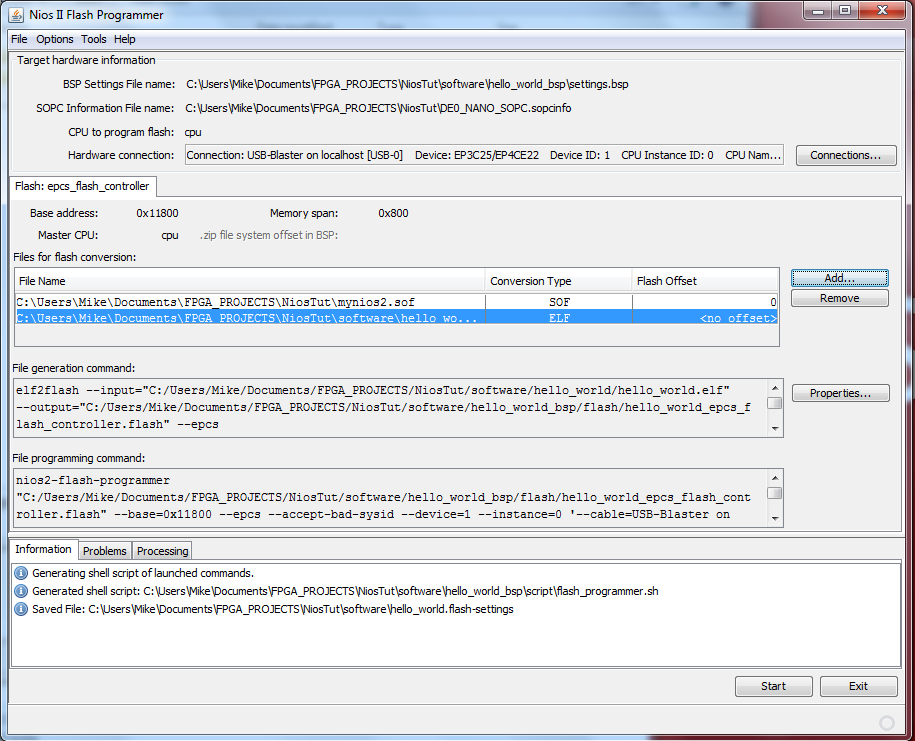 Nios II Flash Programmer
File Options Tools Help
Target hardware information
BSP Settings File name: C:\Users\Mike\Documents\FPGA_PROJECTS\NiosTut\software\hello_world_bsp\settings.bsp
SOPC Information File name: C:\Users\Mike\Documents\FPGA_PROJECTS\NiosTut\DE0_NANO_SOPC.sopcinfo
CPU to program flash: cpu
Hardware connection: Connection: USB-Blaster on localhost [USB-0] Device: EP3C25/EP4CE22 Device ID: 1 CPU Instance ID: 0 CPU Nam... Connections...
Flash: epcs_flash_controller
Base address: 0x11800 Memory span: 0x800
Master CPU: cpu .zip file system offset in BSP:
Files for flash conversion:
File Name Conversion Type Flash Offset Add...
C:\Users\Mike\Documents\FPGA_PROJECTS\NiosTut\mynios2.sof SOF 0 Remove
C:\Users\Mike\Documents\FPGA_PROJECTS\NiosTut\software\hello_wo... ELF <no offset>
File generation command:
elf2flash --input="C:/Users/Mike/Documents/FPGA_PROJECTS/NiosTut/software/hello_world/hello_world.elf" Properties...
--output="C:/Users/Mike/Documents/FPGA_PROJECTS/NiosTut/software/hello_world_bsp/flash/hello_world_epcs_f
lash_controller.flash" --epcs
File programming command:
nios2-flash-programmer
"C:/Users/Mike/Documents/FPGA_PROJECTS/NiosTut/software/hello_world_bsp/flash/hello_world_epcs_flash_cont
roller.flash" --base=0x11800 --epcs --accept-bad-sysid --device=1 --instance=0 '--cable=USB-Blaster on
Information Problems Processing
Generating shell script of launched commands.
Generated shell script: C:\Users\Mike\Documents\FPGA_PROJECTS\NiosTut\software\hello_world_bsp\script\flash_programmer.sh
Saved File: C:\Users\Mike\Documents\FPGA_PROJECTS\NiosTut\software\hello_world.flash-settings
Start Exit